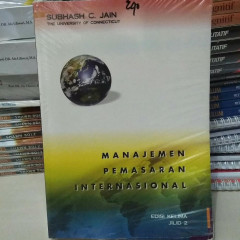 SUBHASH C. JAIN
THE UNIVERSITY OF CONNECTICUT
MANAJEMEN
PEMASARAN
INTERNASIONAL
EDISI KELIMA
JILID 2